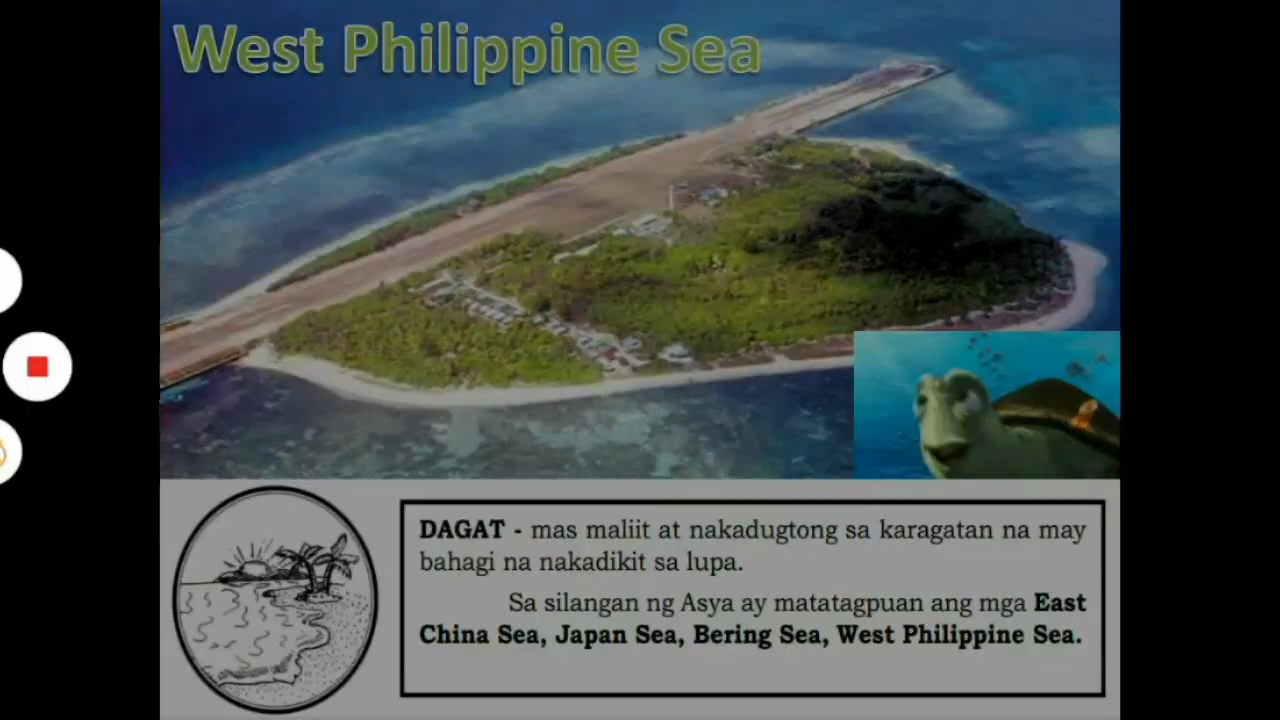 West Philippine Sea
DAGAT - mas maliit at nakadugtong sa karagatan na may
bahagi na nakadikit sa lupa.
Sa silangan ng Asya ay matatagpuan ang mga East
China Sea, Japan Sea, Bering Sea, West Philippine Sea.